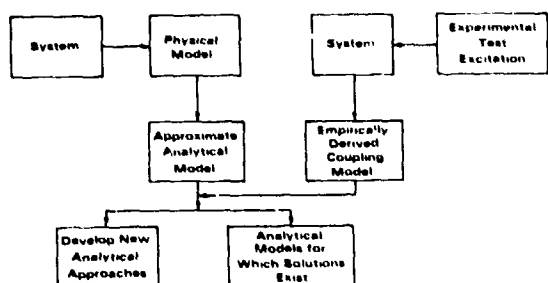 System
Physical
Model
System
Experimental
Test
Excitation
Approximate
Analytical
Model
Empirically
Derived
Coupling
Model
Develop New
Analytical
Approaches
Analytical
Models for
Which Solutions
Exist